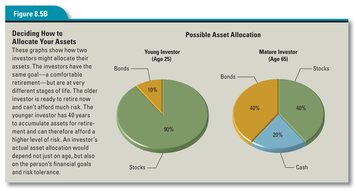 Figure 8.5B
Deciding How to
Allocate Your Assets
These graphs show how two
investors might allocate their
assets. The investors have the
same goal—a comfortable
retirement—but are at very
different stages of life. The older
investor is ready to retire now
and can't afford much risk. The
younger investor has 40 years
to accumulate assets for retire-
ment and can therefore afford a
higher level of risk. An investor's
actual asset allocation would
depend not just on age, but also
on the person's financial goals
and risk tolerance.
Possible Asset Allocation
Young Investor
(Age 25)
Bonds
10%
90%
Stocks
Mature Investor
(Age 65)
Bonds
Stocks
40%
40%
20%
Cash